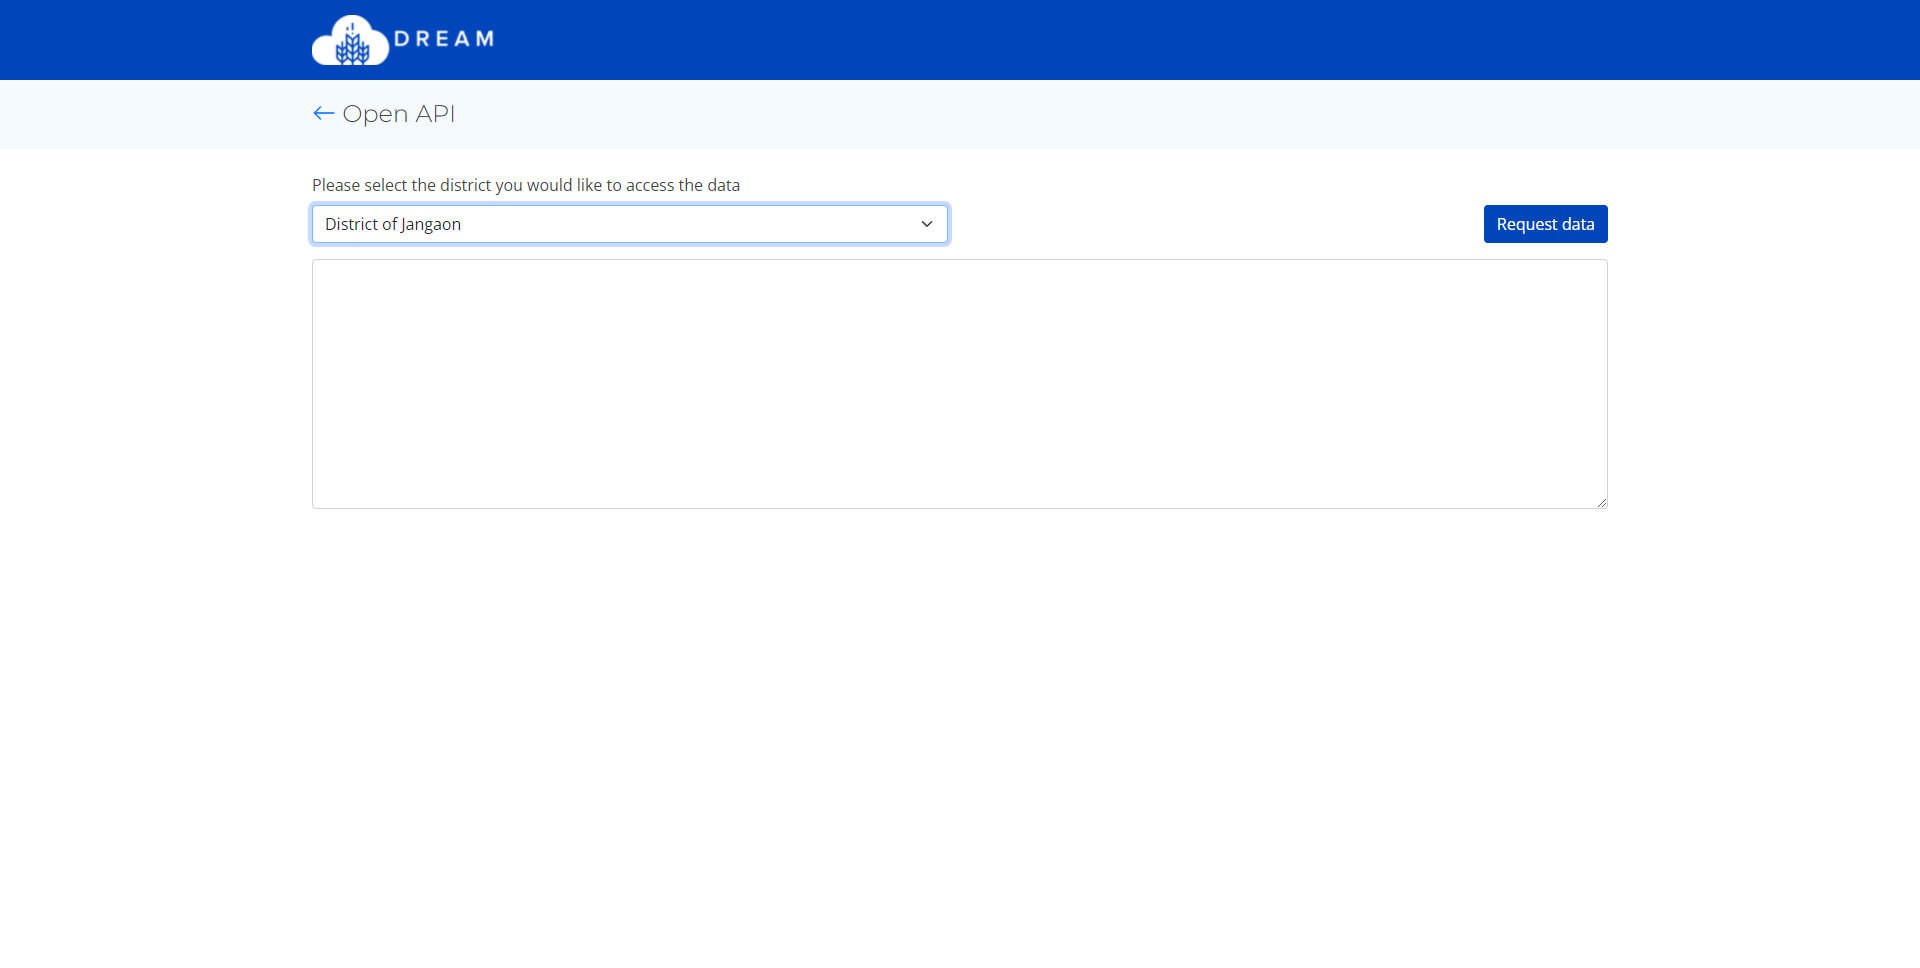 DREAM
Open API
Please select the district you would like to access the data
District of Jangaon
Request data